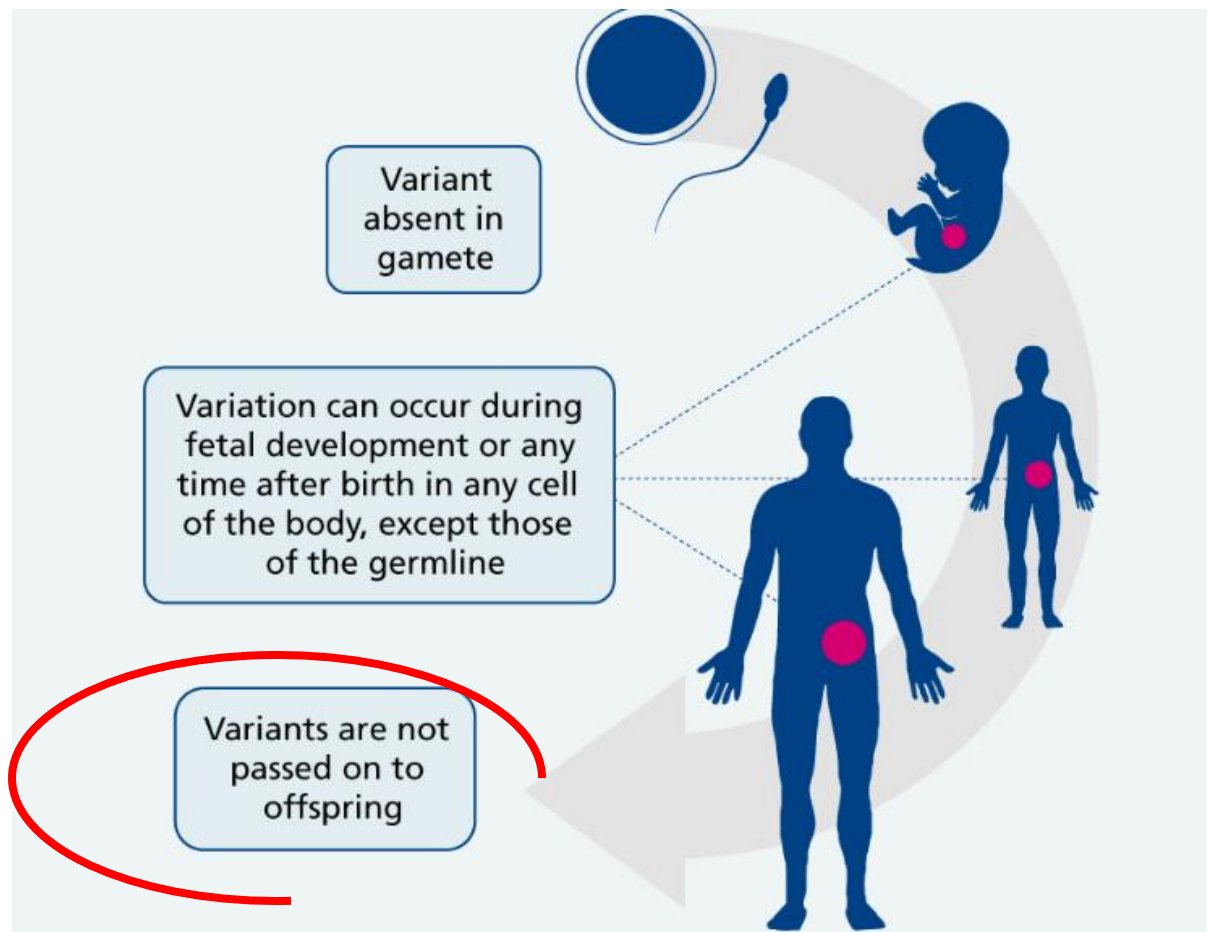 Variant
absent in
gamete
Variation can occur during
fetal development or any
time after birth in any cell
of the body, except those
of the germline
Variants are not
passed on to
offspring